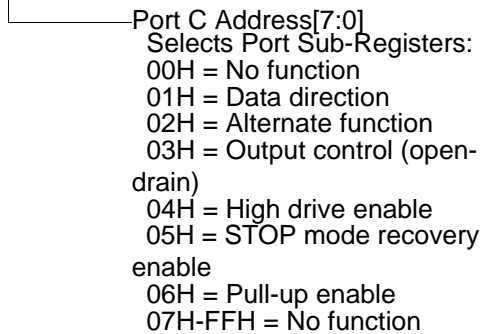 Port C Address[7:0]
Selects Port Sub-Registers:
00H = No function
01H = Data direction
02H = Alternate function
03H = Output control (open-
drain)
04H = High drive enable
05H = STOP mode recovery
enable
06H = Pull-up enable
07H-FFH = No function